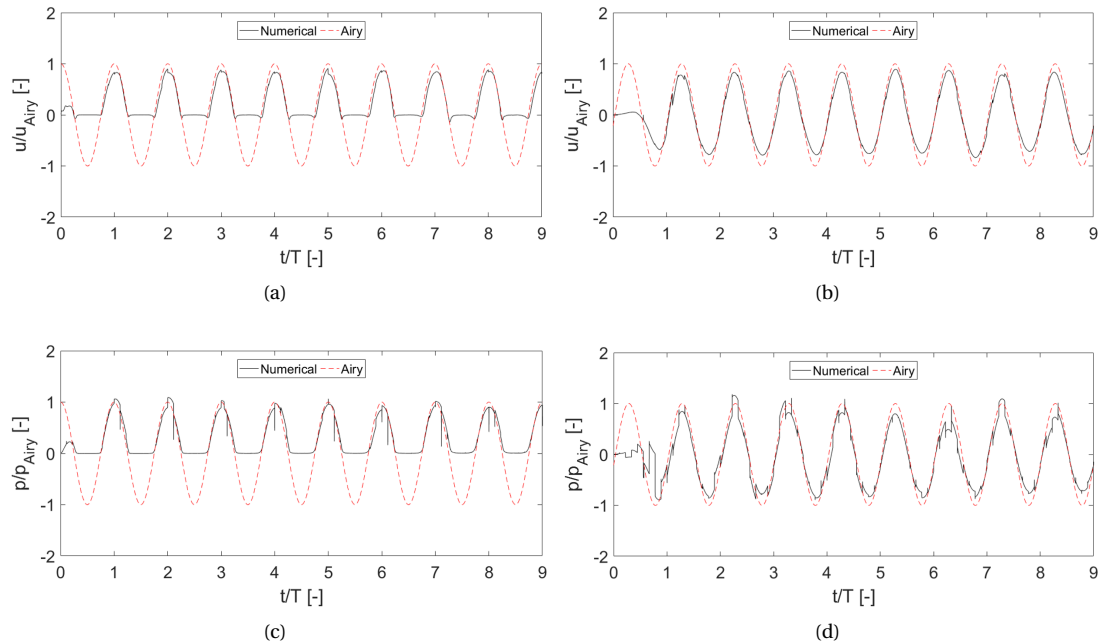 2
1
0
-1
-2
u/u_Airy [-]
Numerical Airy
0 1 2 3 4 5 6 7 8 9
t/T [-]
(a)
2
1
0
-1
-2
u/u_Airy [-]
Numerical Airy
0 1 2 3 4 5 6 7 8 9
t/T [-]
(b)
2
1
0
-1
-2
p/p_Airy [-]
Numerical Airy
0 1 2 3 4 5 6 7 8 9
t/T [-]
(c)
2
1
0
-1
-2
p/p_Airy [-]
Numerical Airy
0 1 2 3 4 5 6 7 8 9
t/T [-]
(d)